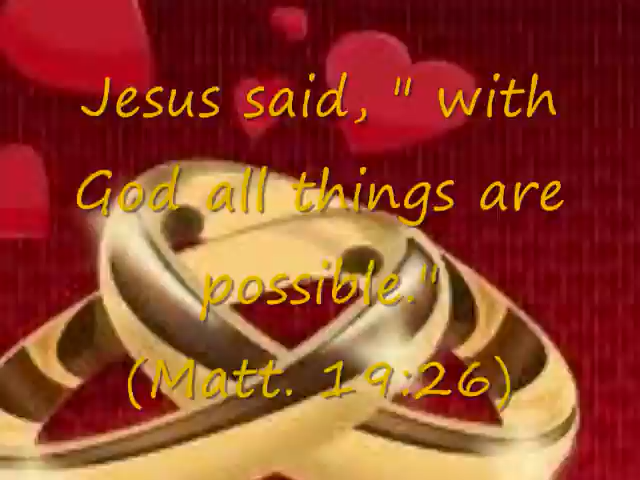 Jesus said, " with
God all things are
possible."
(Matt. 19:26)